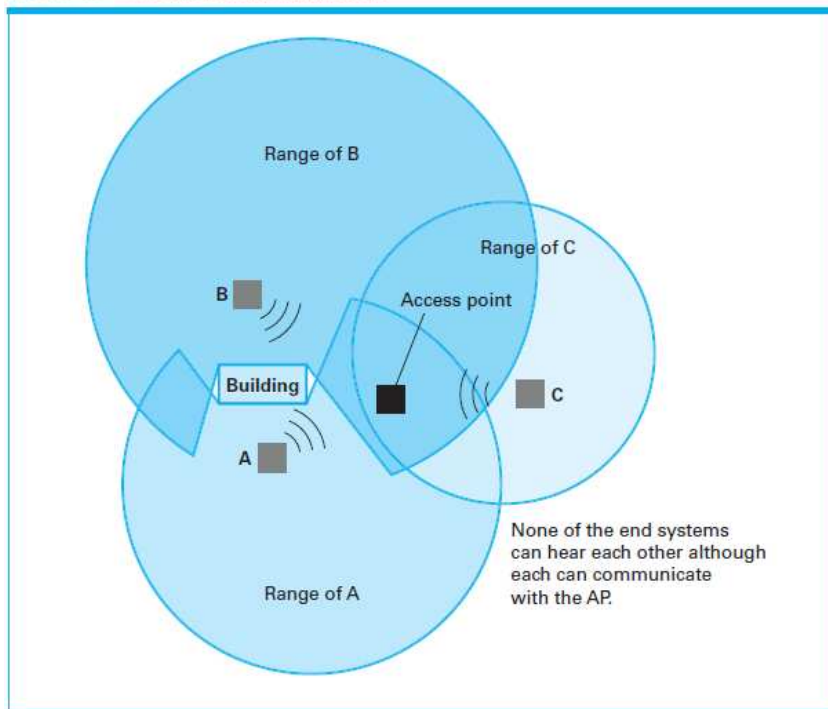 Range of B
Range of C
Access point
B
Building
C
A
Range of A
None of the end systems
can hear each other although
each can communicate
with the AP.